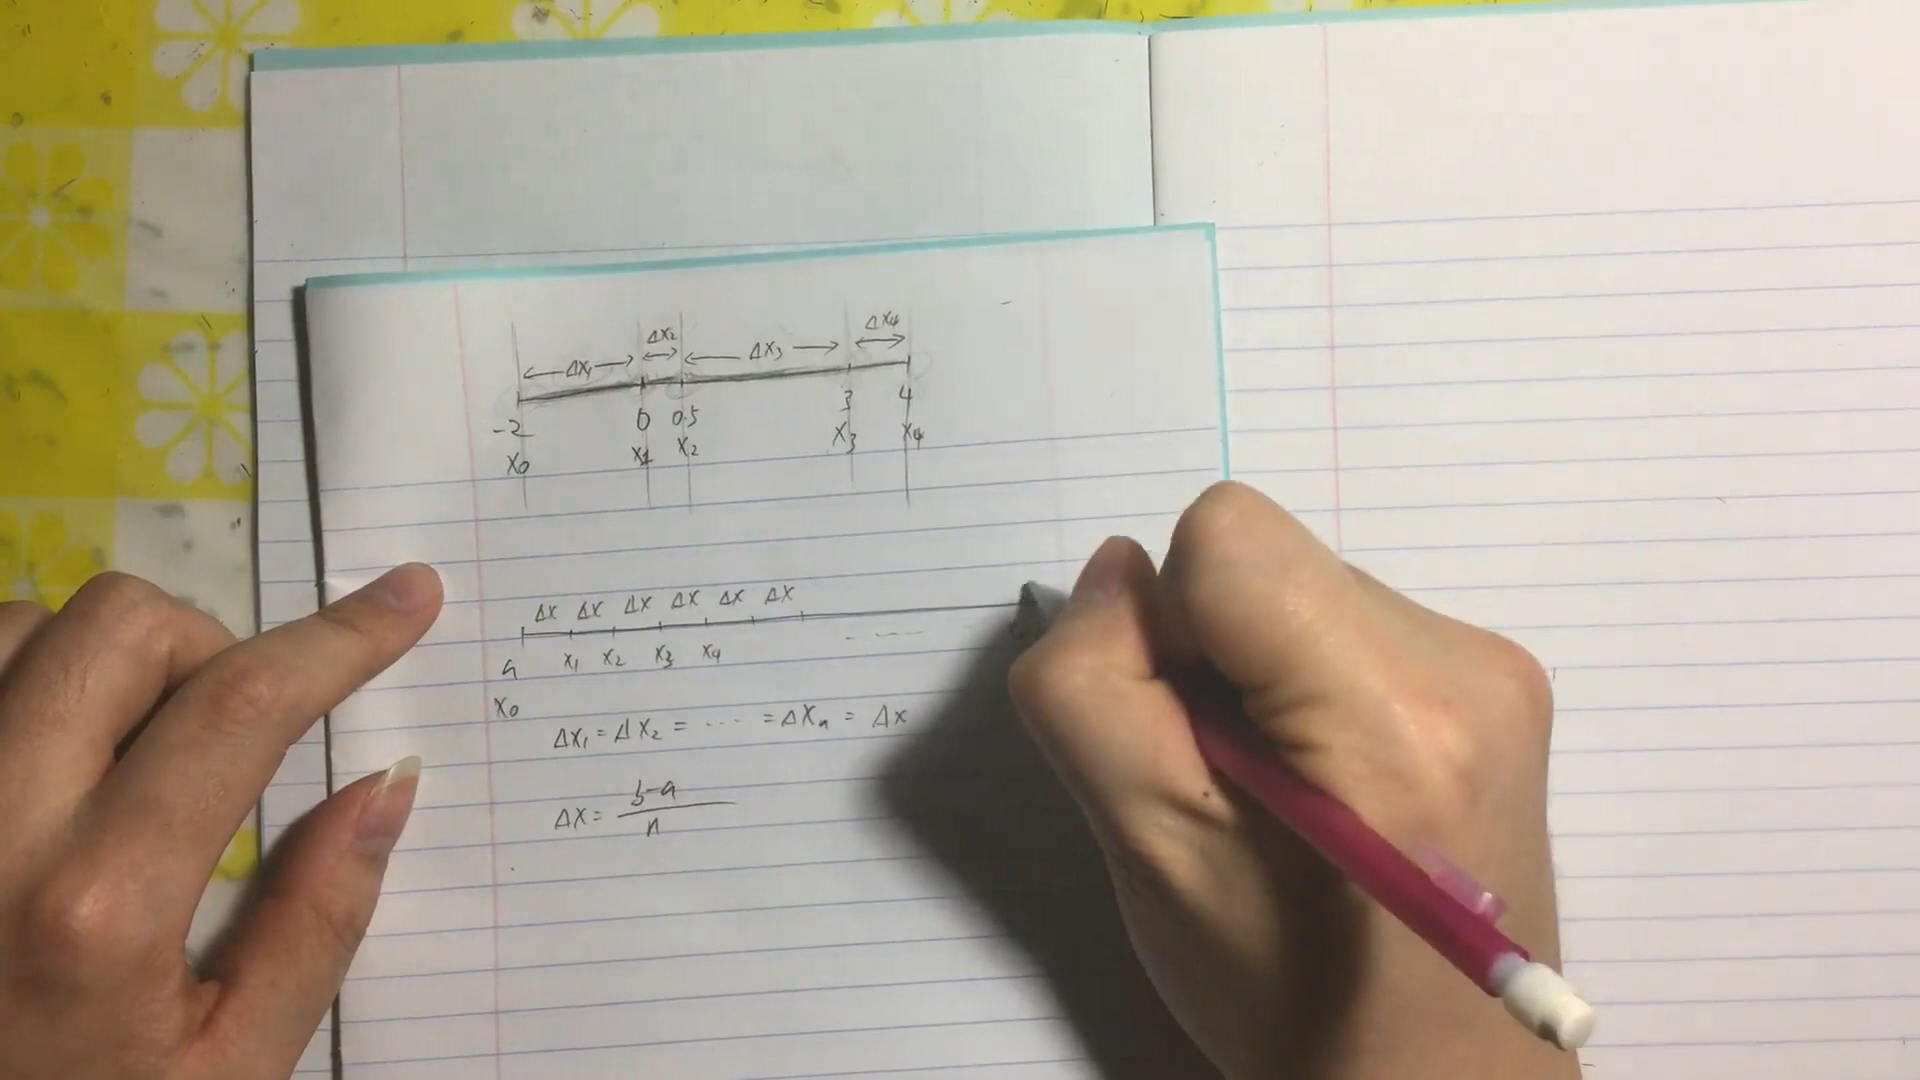 Δx₂ Δx₄
Δx₁ Δx₃
-2 0 0.5 3 4
x₀ x₁ x₂ x₃ x₄
Δx Δx Δx Δx Δx Δx
a x₁ x₂ x₃ x₄
x₀
Δx₁ = Δx₂ = ···· = Δxₙ = Δx
Δx = b-a
n